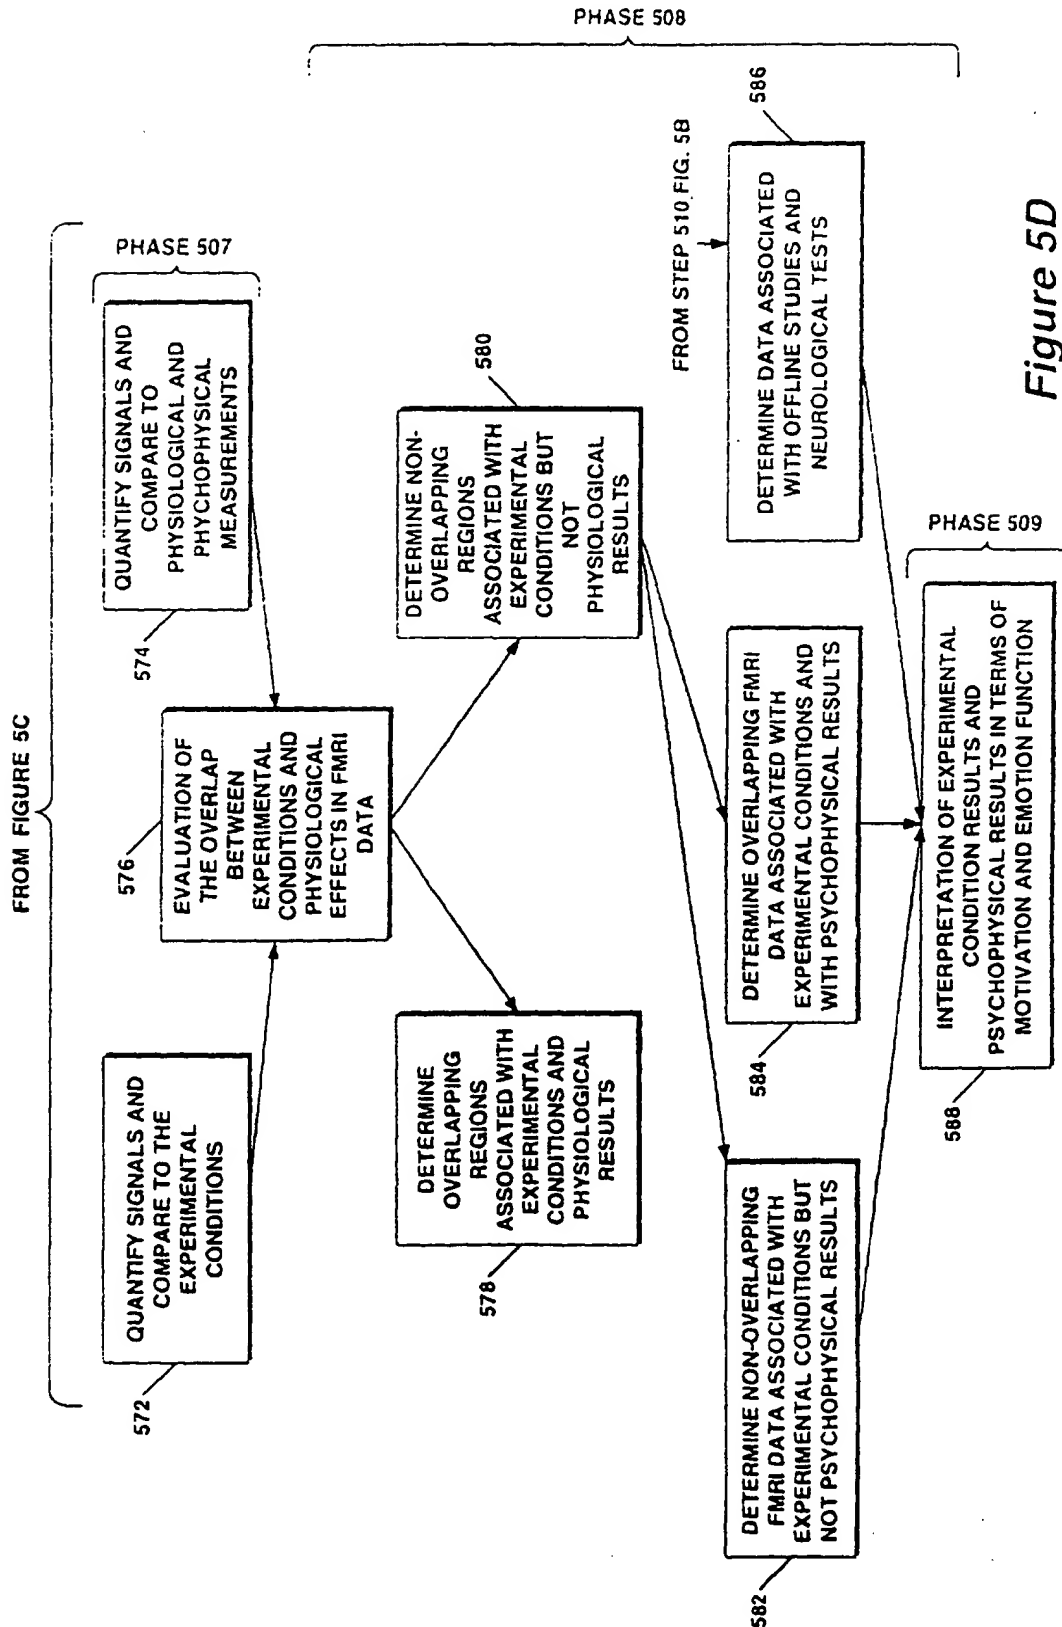 FROM FIGURE 5C
PHASE 507
572
QUANTIFY SIGNALS AND
COMPARE TO THE
EXPERIMENTAL
CONDITIONS
574
QUANTIFY SIGNALS AND
COMPARE TO
PHYSIOLOGICAL AND
PHYCHOPHYSICAL
MEASUREMENTS
576
EVALUATION OF
THE OVERLAP
BETWEEN
EXPERIMENTAL
CONDITIONS AND
PHYSIOLOGICAL
EFFECTS IN FMRI
DATA
PHASE 508
578
DETERMINE
OVERLAPPING
REGIONS
ASSOCIATED WITH
EXPERIMENTAL
CONDITIONS AND
PHYSIOLOGICAL
RESULTS
580
DETERMINE NON-
OVERLAPPING
REGIONS
ASSOCIATED WITH
EXPERIMENTAL
CONDITIONS BUT
NOT
PHYSIOLOGICAL
RESULTS
FROM STEP 510 FIG. 5B
582
DETERMINE NON-OVERLAPPING
FMRI DATA ASSOCIATED WITH
EXPERIMENTAL CONDITIONS BUT
NOT PSYCHOPHYSICAL RESULTS
584
DETERMINE OVERLAPPING FMRI
DATA ASSOCIATED WITH
EXPERIMENTAL CONDITIONS AND
WITH PSYCHOPHYSICAL RESULTS
586
DETERMINE DATA ASSOCIATED
WITH OFFLINE STUDIES AND
NEUROLOGICAL TESTS
PHASE 509
588
INTERPRETATION OF EXPERIMENTAL
CONDITION RESULTS AND
PSYCHOPHYSICAL RESULTS IN TERMS OF
MOTIVATION AND EMOTION FUNCTION
Figure 5D